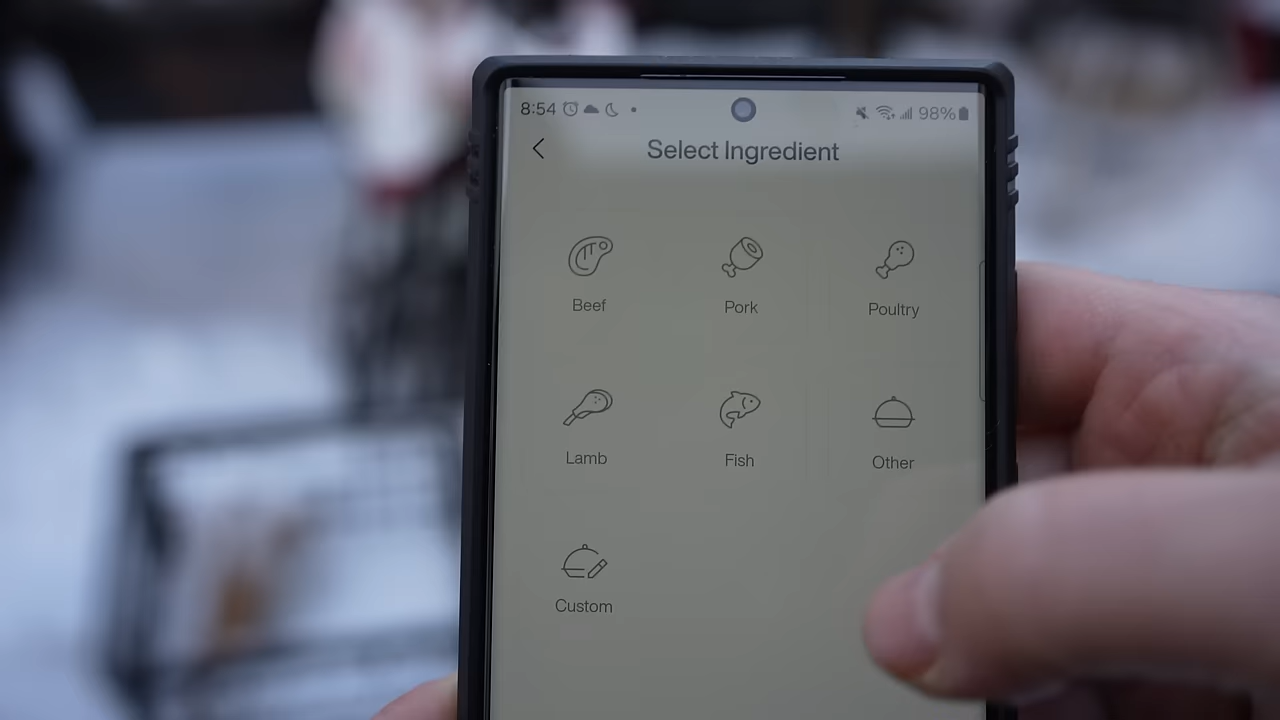 8:54 98%
Select Ingredient
Beef Pork Poultry
Lamb Fish Other
Custom